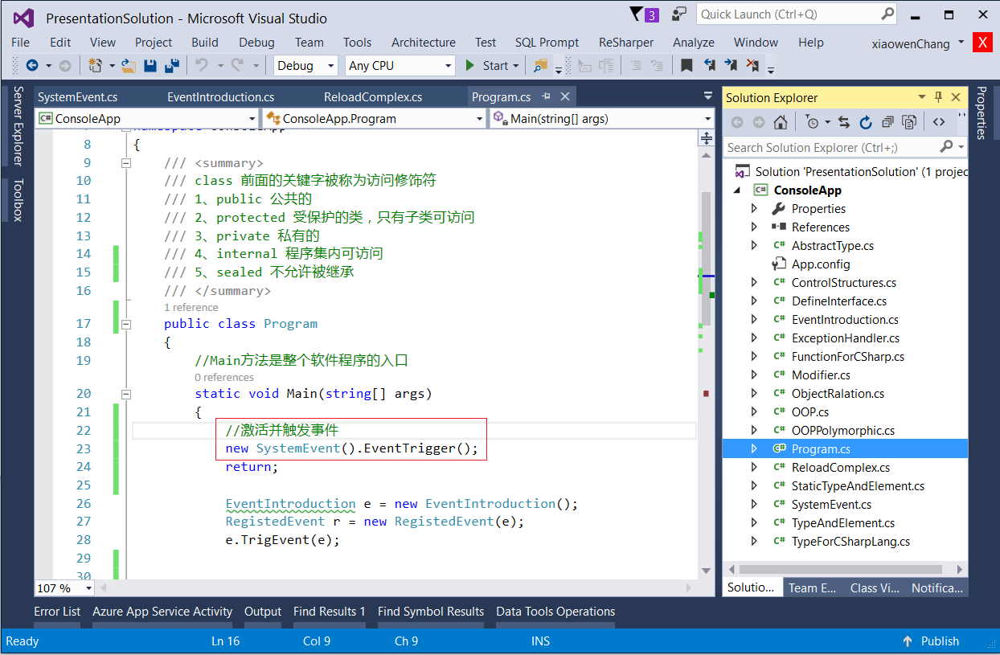 PresentationSolution - Microsoft Visual Studio
3
Quick Launch (Ctrl+Q)
File Edit View Project Build Debug Team Tools Architecture Test SQL Prompt ReSharper Analyze Window Help xiaowenChang X
Debug Any CPU Start
Server Explorer
Toolbox
SystemEvent.cs EventIntroduction.cs ReloadComplex.cs Program.cs
ConsoleApp ConsoleApp.Program Main(string[] args)
8 {
9 /// <summary>
10 /// class 前面的关键字被称为访问修饰符
11 /// 1、public 公共的
12 /// 2、protected 受保护的类，只有子类可访问
13 /// 3、private 私有的
14 /// 4、internal 程序集内可访问
15 /// 5、sealed 不允许被继承
16 /// </summary>
1 reference
17 public class Program
18 {
19 //Main方法是整个软件程序的入口
0 references
20 static void Main(string[] args)
21 {
22 //激活并触发事件
23 new SystemEvent().EventTrigger();
24 return;
25
26 EventIntroduction e = new EventIntroduction();
27 RegistedEvent r = new RegistedEvent(e);
28 e.TrigEvent(e);
29
30
107 %
Solution Explorer
Search Solution Explorer (Ctrl+;)
Solution 'PresentationSolution' (1 projec
C# ConsoleApp
Properties
References
C# AbstractType.cs
App.config
C# ControlStructures.cs
C# DefineInterface.cs
C# EventIntroduction.cs
C# ExceptionHandler.cs
C# FunctionForCSharp.cs
C# Modifier.cs
C# ObjectRalation.cs
C# OOP.cs
C# OOPPolymorphic.cs
C# Program.cs
C# ReloadComplex.cs
C# StaticTypeAndElement.cs
C# SystemEvent.cs
C# TypeAndElement.cs
C# TypeForCSharpLang.cs
Solutio... Team E... Class Vi... Notifica...
Properties
Error List Azure App Service Activity Output Find Results 1 Find Symbol Results Data Tools Operations
Ready Ln 16 Col 9 Ch 9 INS Publish